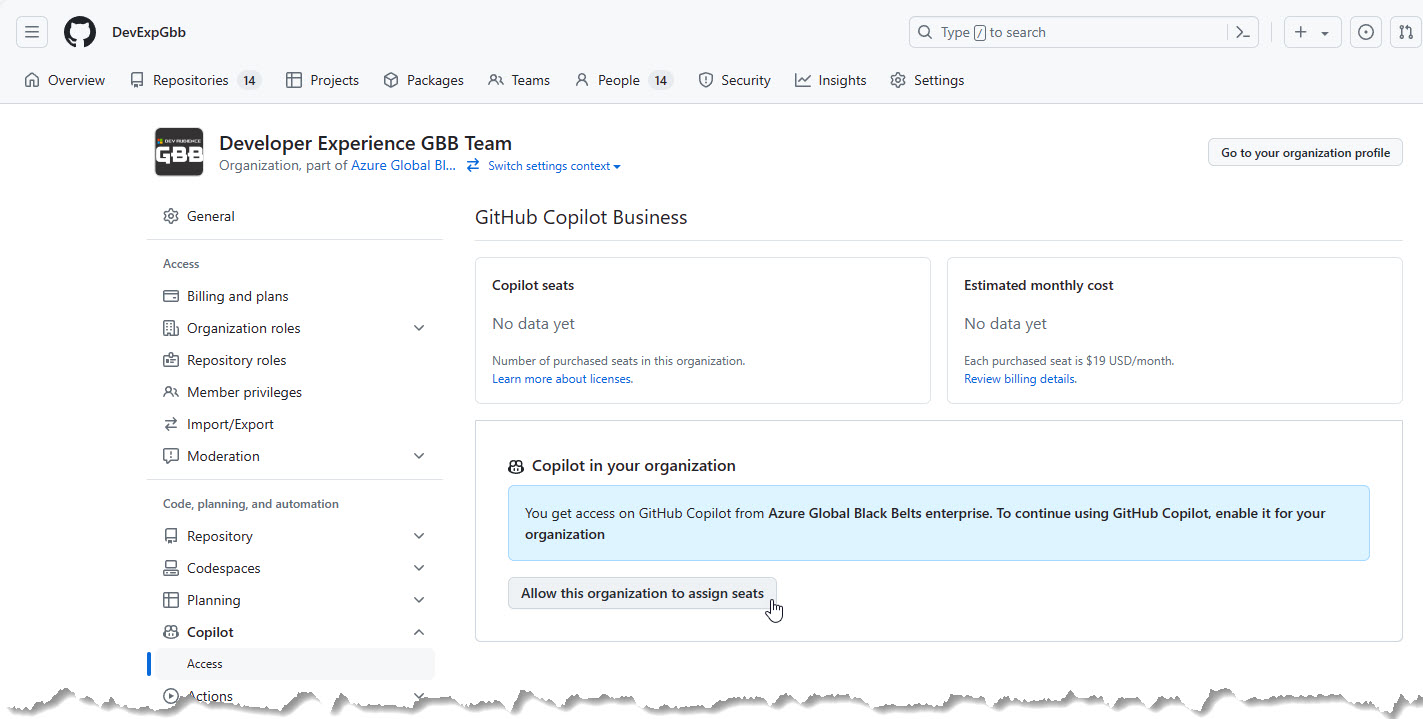 DevExpGbb
Type / to search
Overview
Repositories 14
Projects
Packages
Teams
People 14
Security
Insights
Settings
DEV AUDIENCE
GBB
Developer Experience GBB Team
Organization, part of Azure Global Bl... Switch settings context
Go to your organization profile
General
Access
Billing and plans
Organization roles
Repository roles
Member privileges
Import/Export
Moderation
Code, planning, and automation
Repository
Codespaces
Planning
Copilot
Access
Actions
GitHub Copilot Business
Copilot seats
No data yet
Number of purchased seats in this organization.
Learn more about licenses.
Estimated monthly cost
No data yet
Each purchased seat is $19 USD/month.
Review billing details.
Copilot in your organization
You get access on GitHub Copilot from Azure Global Black Belts enterprise. To continue using GitHub Copilot, enable it for your
organization
Allow this organization to assign seats